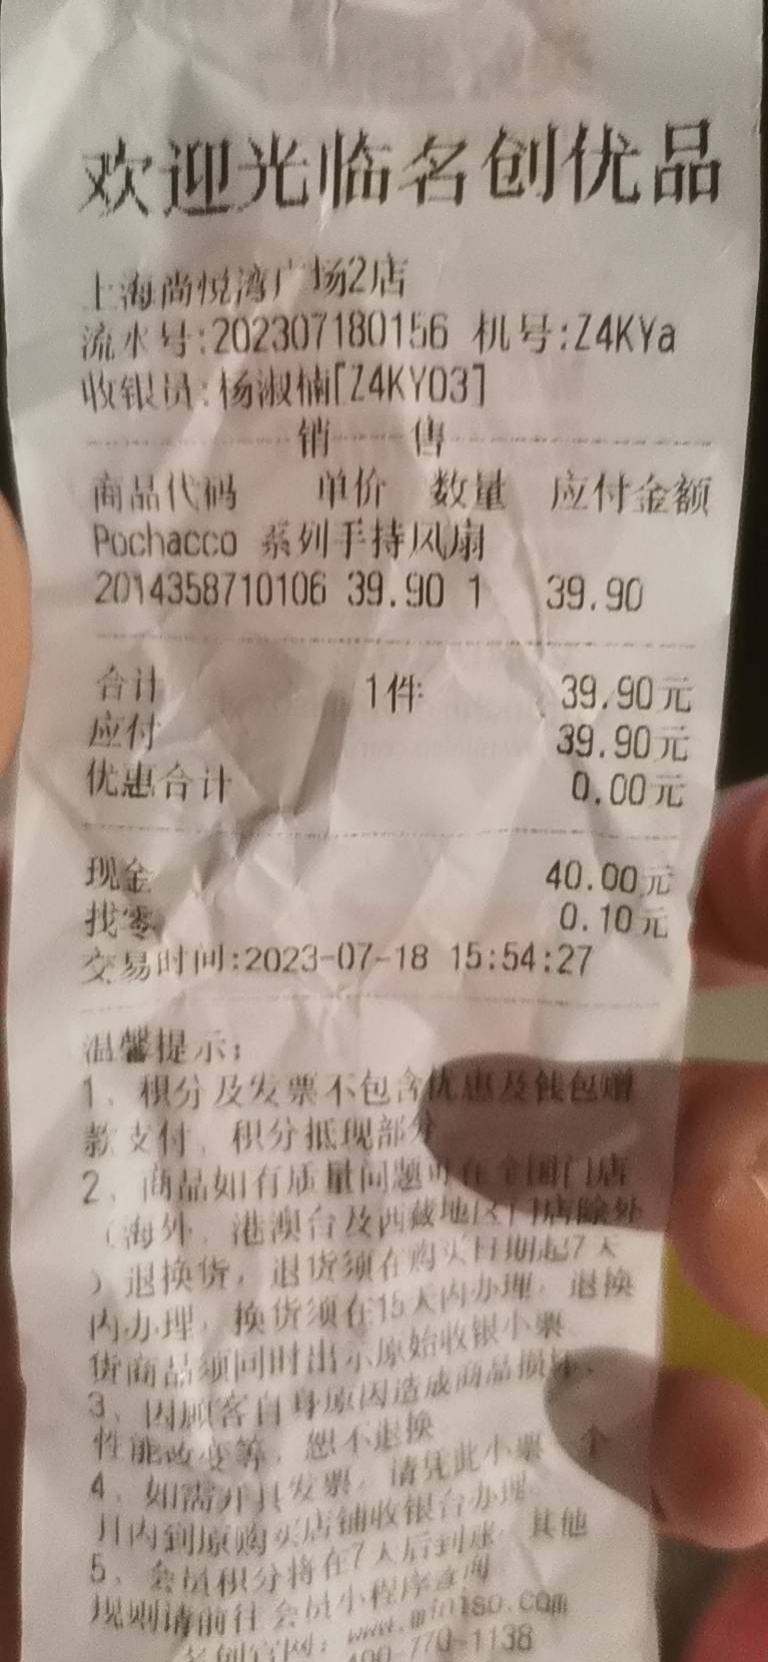 欢迎光临名创优品
上海尚悦湾广场2店
流水号:202307180156 机号:Z4KYa
收银员:杨淑楠[Z4KY03]
销 售
商品代码 单价 数量 应付金额
Pochacco 系列手持风扇
2014358710106 39.90 1 39.90
合计 1件 39.90元
应付 39.90元
优惠合计 0.00元
现金 40.00元
找零 0.10元
交易时间:2023-07-18 15:54:27
温馨提示:
1、积分及发票不包含优惠及钱包赠
款支付、积分抵现部分
2、商品如有质量问题可在全国门店
(海外、港澳台及西藏地区门店除外
)退换货,退货须在购买日期起7天
内办理,换货须在15天内办理,退换
货商品须同时出示原始收银小票
3、因顾客自身原因造成商品损坏、
性能改变等,恕不退换
4、如需开具发票,请凭此小票一个
月内到原购买店铺收银台办理
5、会员积分将在7天后到账,其他
规则请前往会员小程序查询
名创官网:www.miniso.com
400-770-1138